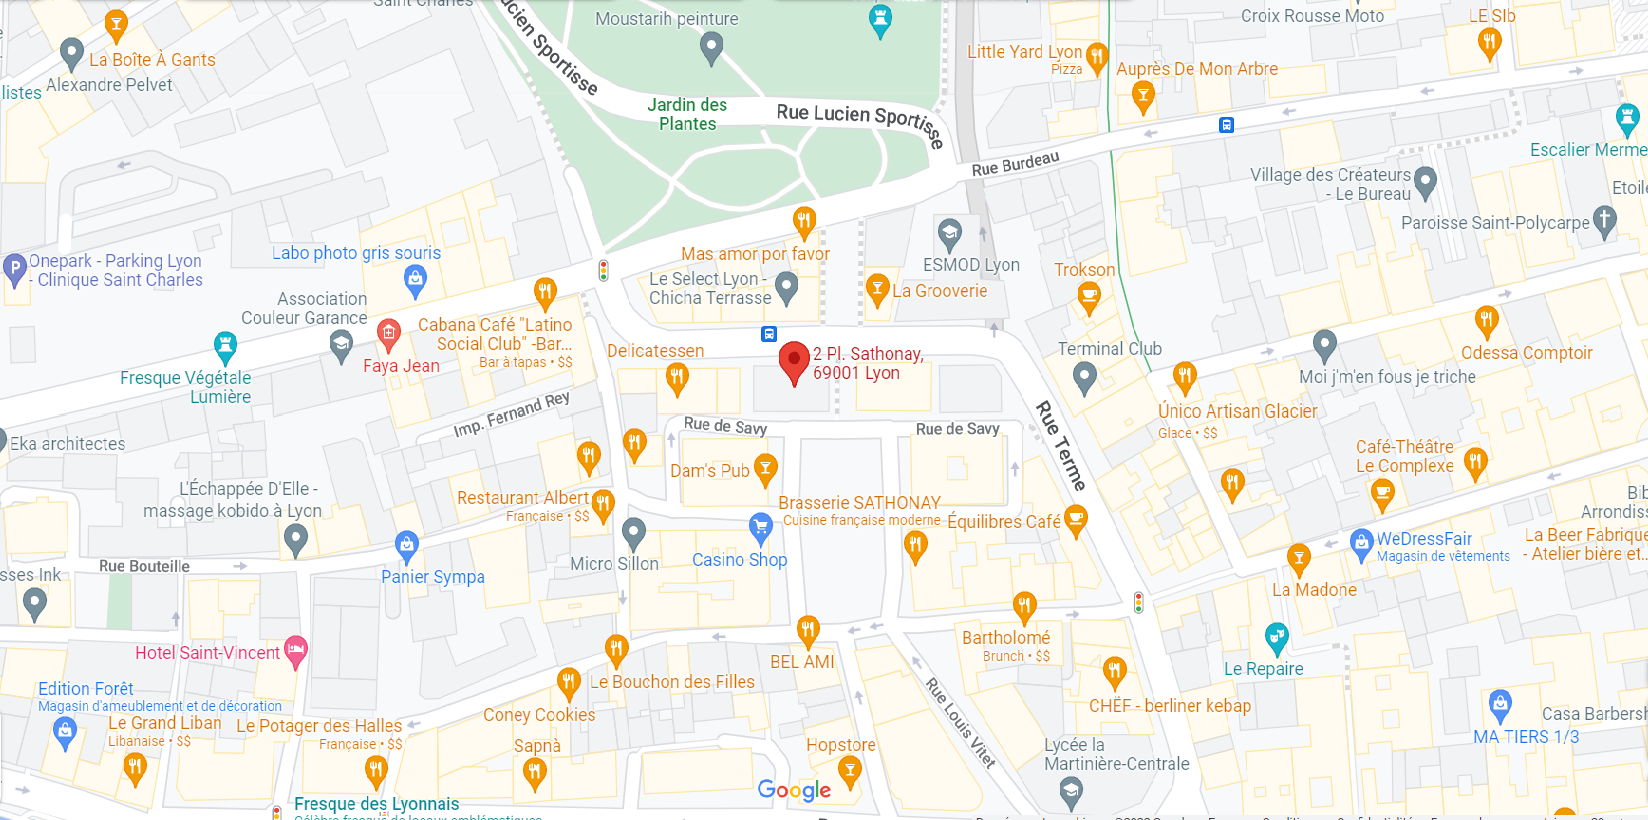 Saint Charles
Moustarih peinture
Croix Rousse Moto
LE SIb
La Boîte À Gants
Alexandre Pelvet
listes
Lucien Sportisse
Little Yard Lyon
Pizza
Auprès De Mon Arbre
Jardin des
Plantes
Rue Lucien Sportisse
Escalier Merme
Rue Burdeau
Village des Créateurs
- Le Bureau
Etoile
Paroisse Saint-Polycarpe
Onepark - Parking Lyon
- Clinique Saint Charles
Labo photo gris souris
Mas amor por favor
ESMOD Lyon
Le Select Lyon -
Chicha Terrasse
La Grooverie
Trokson
Association
Couleur Garance
Cabana Café "Latino
Social Club" -Bar...
Bar à tapas • $$
Faya Jean
Fresque Végétale
Lumière
Delicatessen
2 Pl. Sathonay,
69001 Lyon
Terminal Club
Odessa Comptoir
Moi j'm'en fous je triche
Único Artisan Glacier
Glace • $$
Imp. Fernand Rey
Rue de Savy
Rue de Savy
Rue Terme
Eka architectes
Café-Théâtre
Le Complexe
Dam's Pub
L'Échappée D'Elle -
massage kobido à Lyon
Restaurant Albert
Française • $$
Brasserie SATHONAY
Cuisine française moderne
Équilibres Café
Bib
Arrondiss
La Beer Fabrique
- Atelier bière et...
WeDressFair
Magasin de vêtements
Rue Bouteille
Panier Sympa
Micro Sillon
Casino Shop
sses Ink
La Madone
Hotel Saint-Vincent
BEL AMI
Bartholomé
Brunch • $$
Le Repaire
Edition Forêt
Magasin d'ameublement et de décoration
Le Bouchon des Filles
Rue Louis Vitet
CHËF - berliner kebap
Le Grand Liban
Libanaise • $$
Le Potager des Halles
Française • $$
Coney Cookies
Casa Barbersh
MA TIERS 1/3
Sapnà
Hopstore
Lycée la
Martinière-Centrale
Google
Fresque des Lyonnais